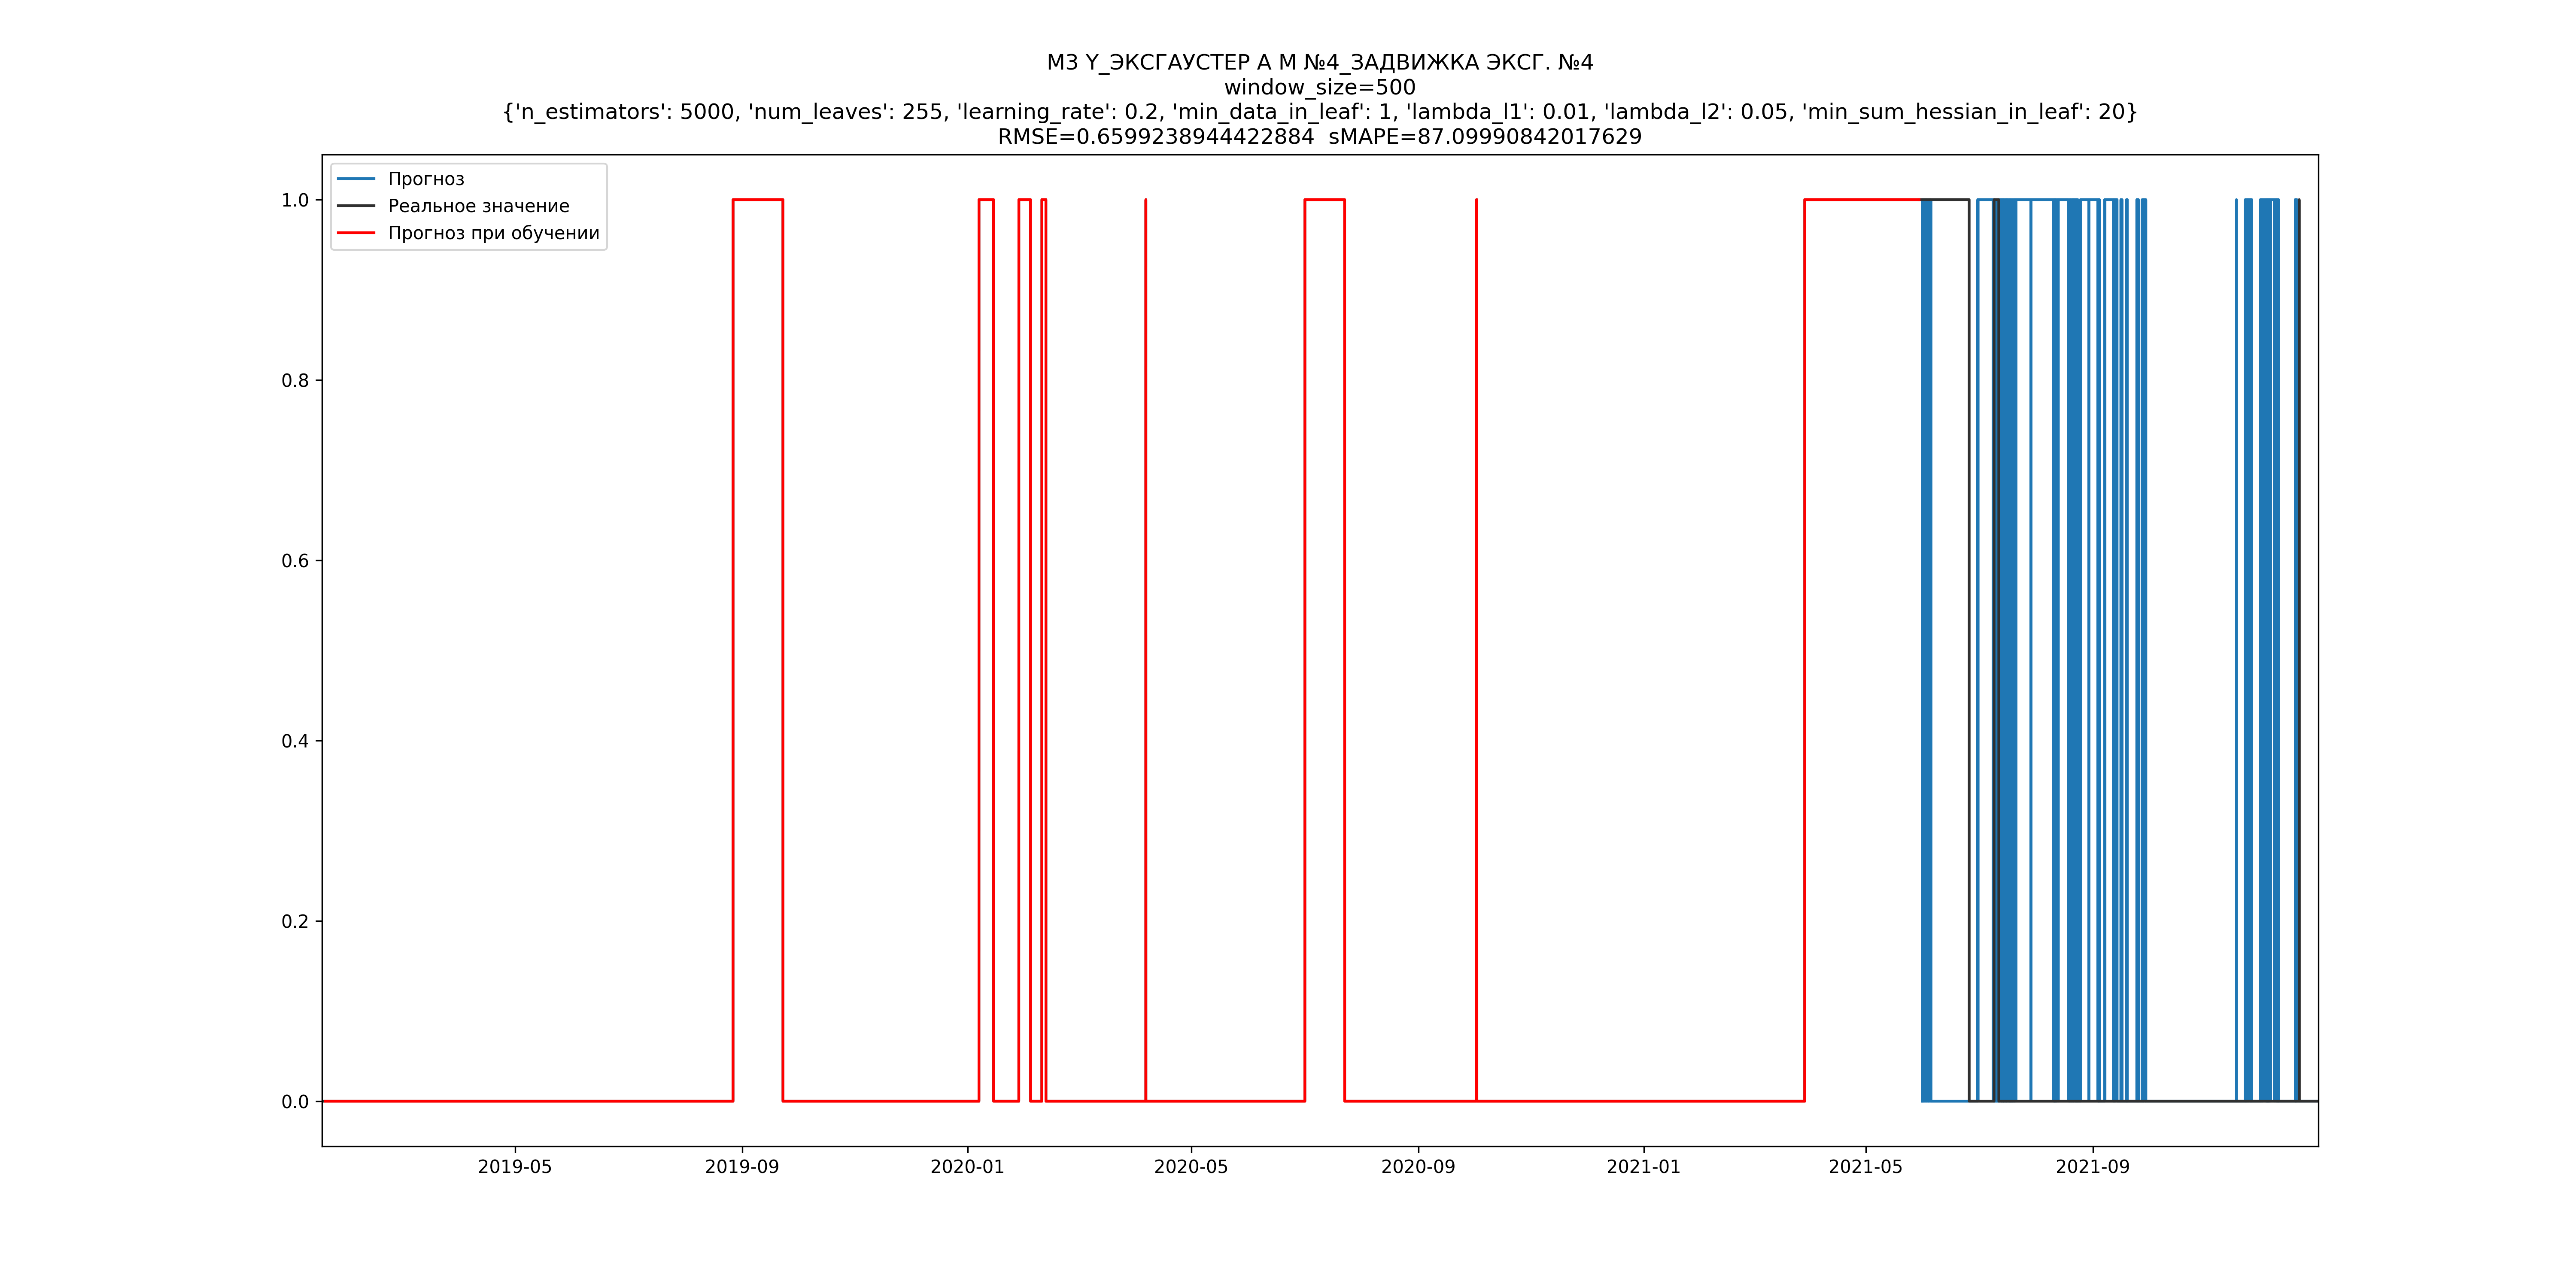 М3 Y_ЭКСГАУСТЕР А М №4_ЗАДВИЖКА ЭКСГ. №4
window_size=500
{'n_estimators': 5000, 'num_leaves': 255, 'learning_rate': 0.2, 'min_data_in_leaf': 1, 'lambda_l1': 0.01, 'lambda_l2': 0.05, 'min_sum_hessian_in_leaf': 20}
RMSE=0.6599238944422884  sMAPE=87.09990842017629
Прогноз
Реальное значение
Прогноз при обучении
1.0
0.8
0.6
0.4
0.2
0.0
2019-05
2019-09
2020-01
2020-05
2020-09
2021-01
2021-05
2021-09